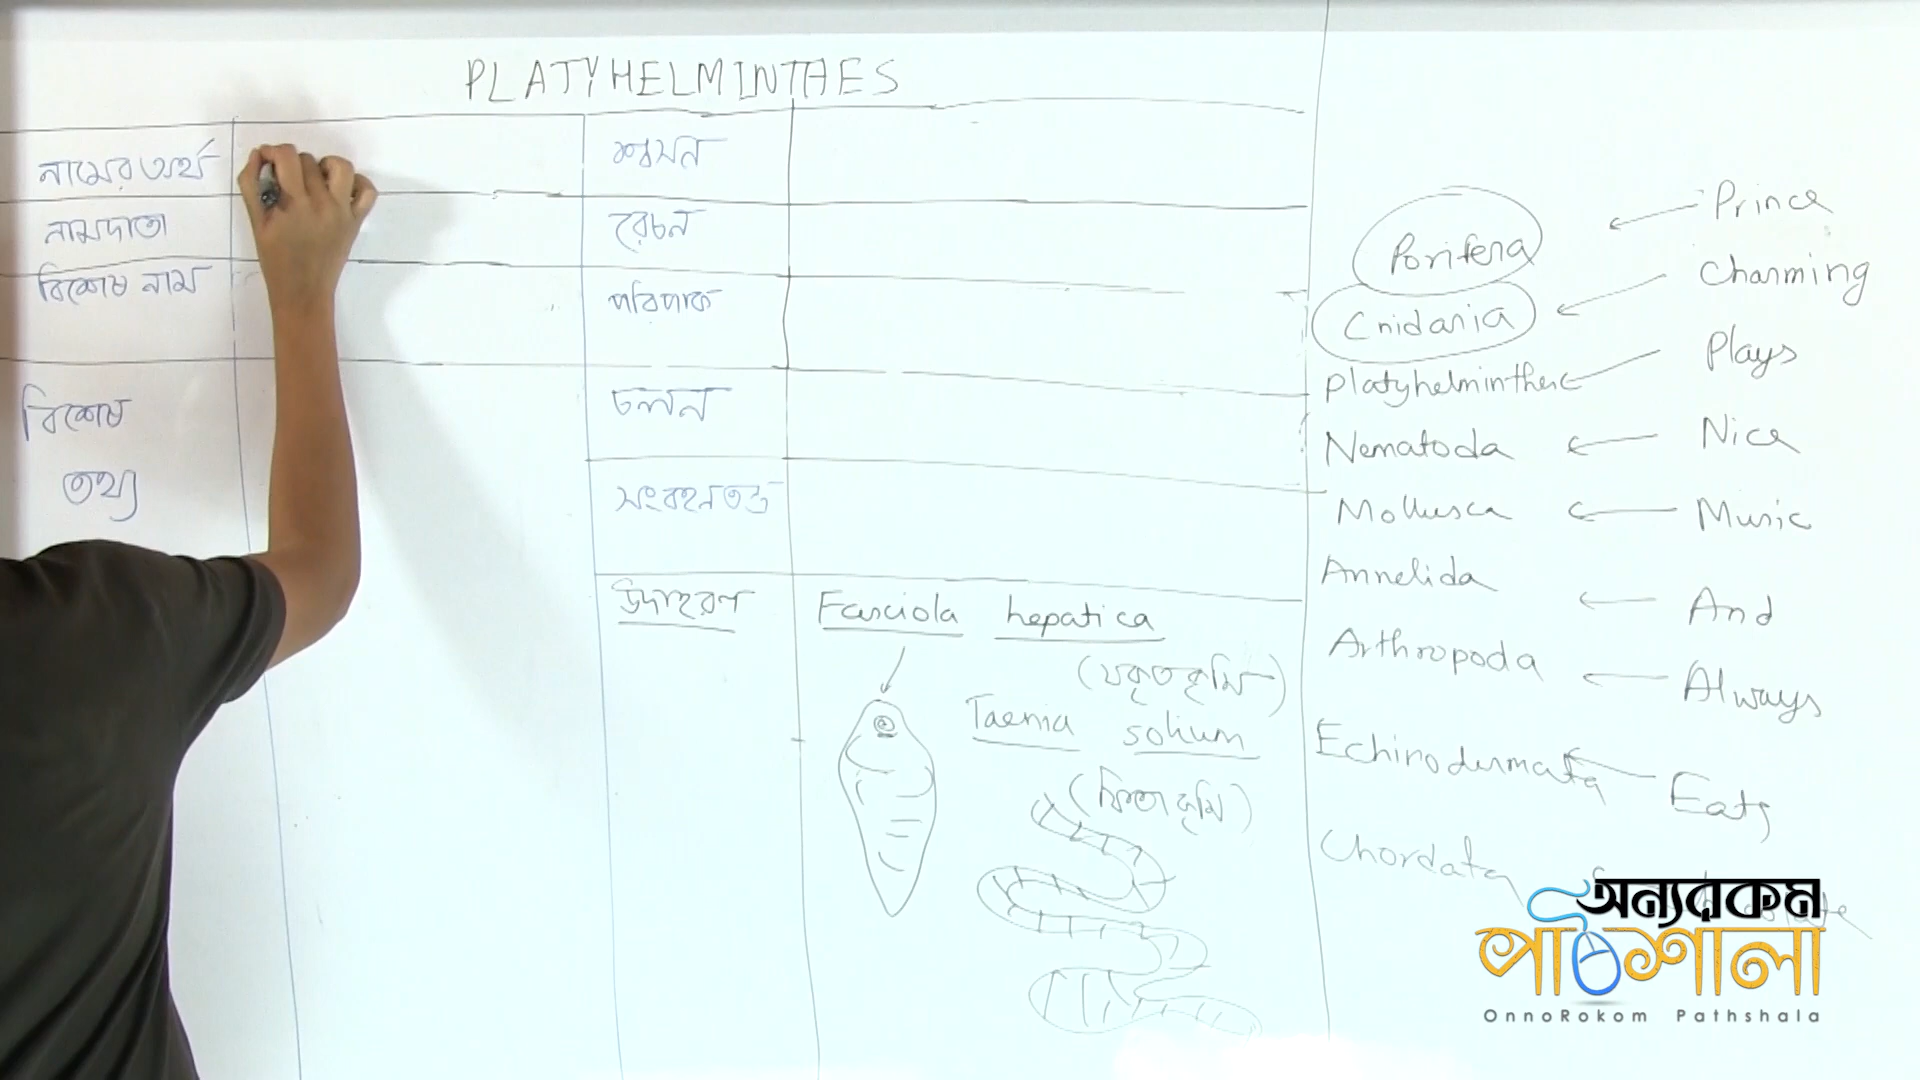 PLATYHELMINTHES
নামের অর্থ
নামদাতা
বিশেষ নাম
বিশেষ
তথ্য
শ্বসন
রেচন
পরিপাক
চলন
সংবহনতন্ত্র
উদাহরণ
Fasciola hepatica
(যকৃত কৃমি)
Taenia solium
(ফিতা কৃমি)
Porifera ← Prince
Cnidaria ← Charming
Platyhelminthes ← Plays
Nematoda ← Nice
Mollusca ← Music
Annelida ← And
Arthropoda ← Always
Echinodermata ← Eats
Chordata
অন্যরকম
পাঠশালা
OnnoRokom Pathshala